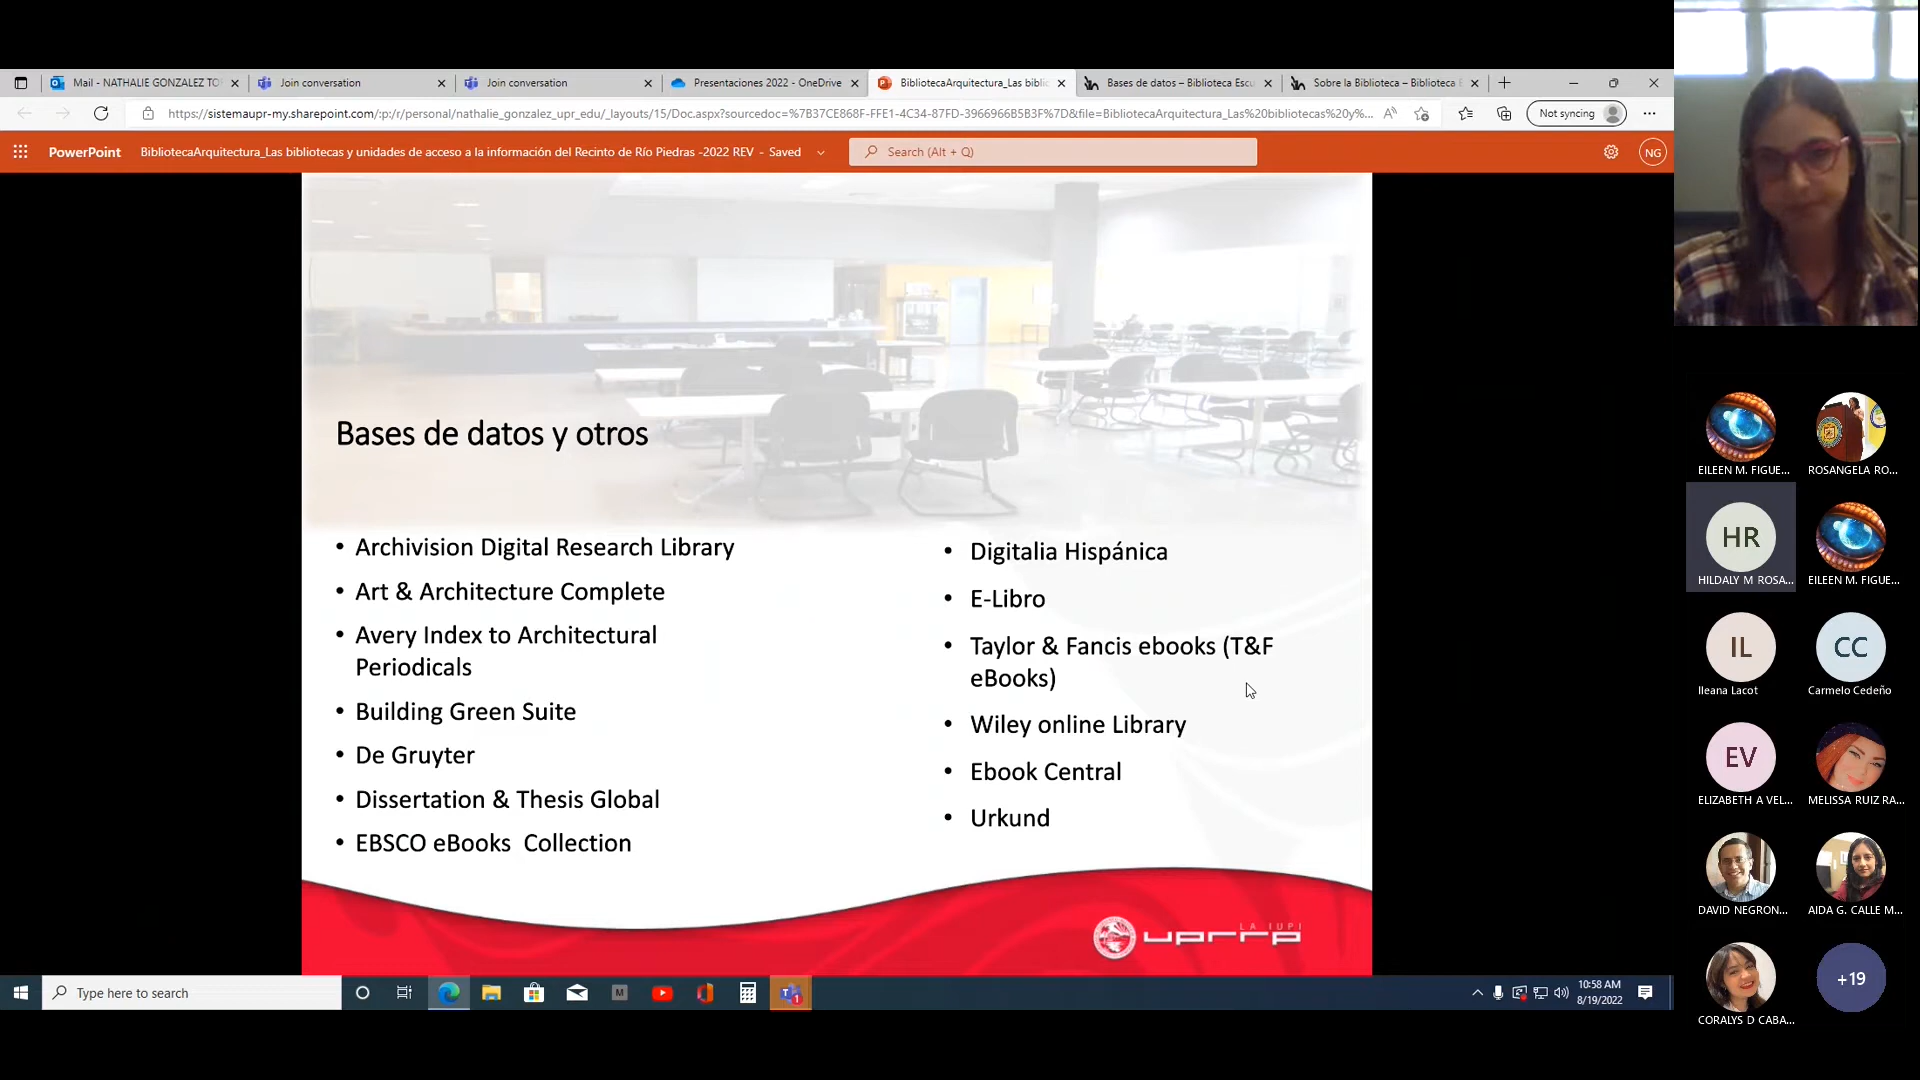 Mail - NATHALIE GONZALEZ TO
Join conversation
Join conversation
Presentaciones 2022 - OneDrive
BibliotecaArquitectura_Las biblio
Bases de datos – Biblioteca Escu
Sobre la Biblioteca – Biblioteca E
https://sistemaupr-my.sharepoint.com/:p:/r/personal/nathalie_gonzalez_upr_edu/_layouts/15/Doc.aspx?sourcedoc=%7B37CE868F-FFE1-4C34-87FD-3966966B5B3F%7D&file=BibliotecaArquitectura_Las%20bibliotecas%20y%...
Not syncing
PowerPoint
BibliotecaArquitectura_Las bibliotecas y unidades de acceso a la información del Recinto de Río Piedras -2022 REV - Saved
Search (Alt + Q)
NG
Bases de datos y otros
• Archivision Digital Research Library
• Art & Architecture Complete
• Avery Index to Architectural
Periodicals
• Building Green Suite
• De Gruyter
• Dissertation & Thesis Global
• EBSCO eBooks Collection
• Digitalia Hispánica
• E-Libro
• Taylor & Fancis ebooks (T&F
eBooks)
• Wiley online Library
• Ebook Central
• Urkund
LA IUPI
uprrp
Type here to search
10:58 AM
8/19/2022
EILEEN M. FIGUE...
ROSANGELA RO...
HR
HILDALY M ROSA...
EILEEN M. FIGUE...
IL
Ileana Lacot
CC
Carmelo Cedeño
EV
ELIZABETH A VEL...
MELISSA RUIZ RA...
DAVID NEGRON...
AIDA G. CALLE M...
CORALYS D CABA...
+19